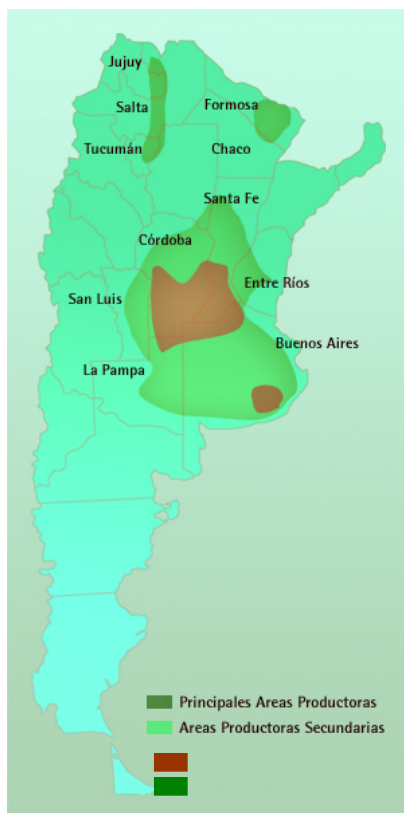 Jujuy
Salta
Formosa
Tucumán
Chaco
Santa Fe
Córdoba
Entre Ríos
San Luis
Buenos Aires
La Pampa
Principales Areas Productoras
Areas Productoras Secundarias